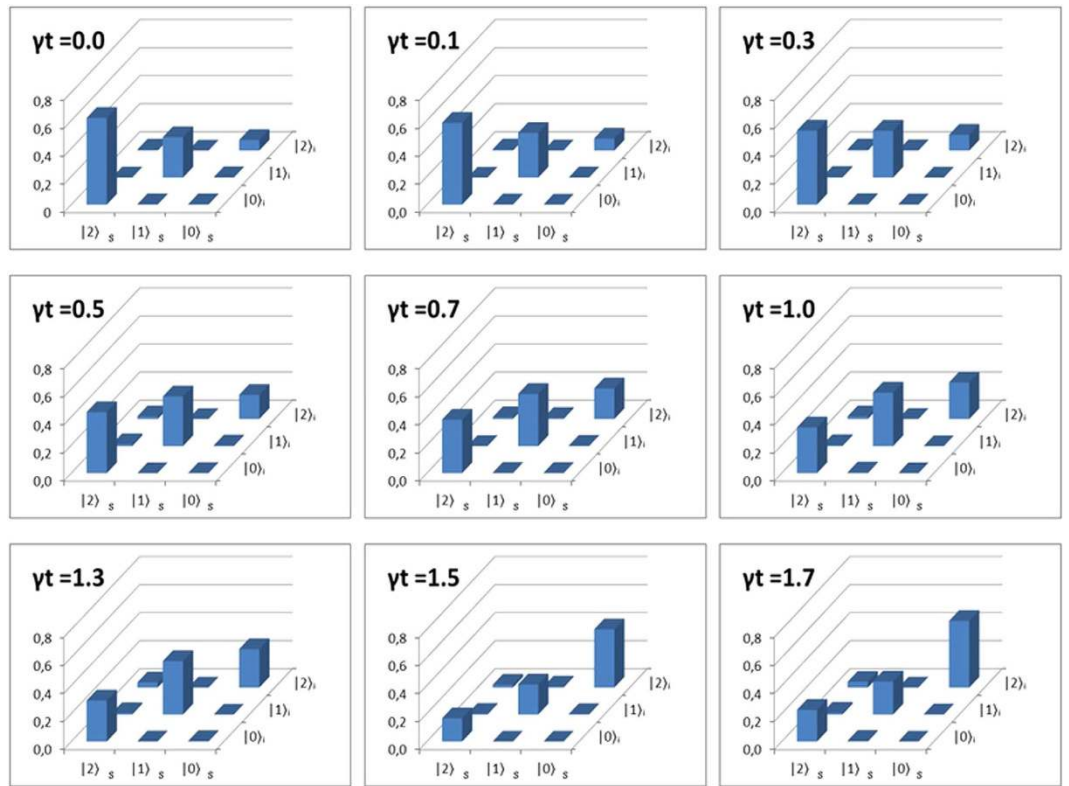 γt =0.0
0,8
0,6
0,4
0,2
0
|2⟩ s |1⟩ s |0⟩ s
|0⟩i
|1⟩i
|2⟩i
γt =0.1
0,8
0,6
0,4
0,2
0,0
|2⟩ s |1⟩ s |0⟩ s
|0⟩i
|1⟩i
|2⟩i
γt =0.3
0,8
0,6
0,4
0,2
0,0
|2⟩ s |1⟩ s |0⟩ s
|0⟩i
|1⟩i
|2⟩i
γt =0.5
0,8
0,6
0,4
0,2
0,0
|2⟩ s |1⟩ s |0⟩ s
|0⟩i
|1⟩i
|2⟩i
γt =0.7
0,8
0,6
0,4
0,2
0,0
|2⟩ s |1⟩ s |0⟩ s
|0⟩i
|1⟩i
|2⟩i
γt =1.0
0,8
0,6
0,4
0,2
0,0
|2⟩ s |1⟩ s |0⟩ s
|0⟩i
|1⟩i
|2⟩i
γt =1.3
0,8
0,6
0,4
0,2
0,0
|2⟩ s |1⟩ s |0⟩ s
|0⟩i
|1⟩i
|2⟩i
γt =1.5
0,8
0,6
0,4
0,2
0,0
|2⟩ s |1⟩ s |0⟩ s
|0⟩i
|1⟩i
|2⟩i
γt =1.7
0,8
0,6
0,4
0,2
0,0
|2⟩ s |1⟩ s |0⟩ s
|0⟩i
|1⟩i
|2⟩i